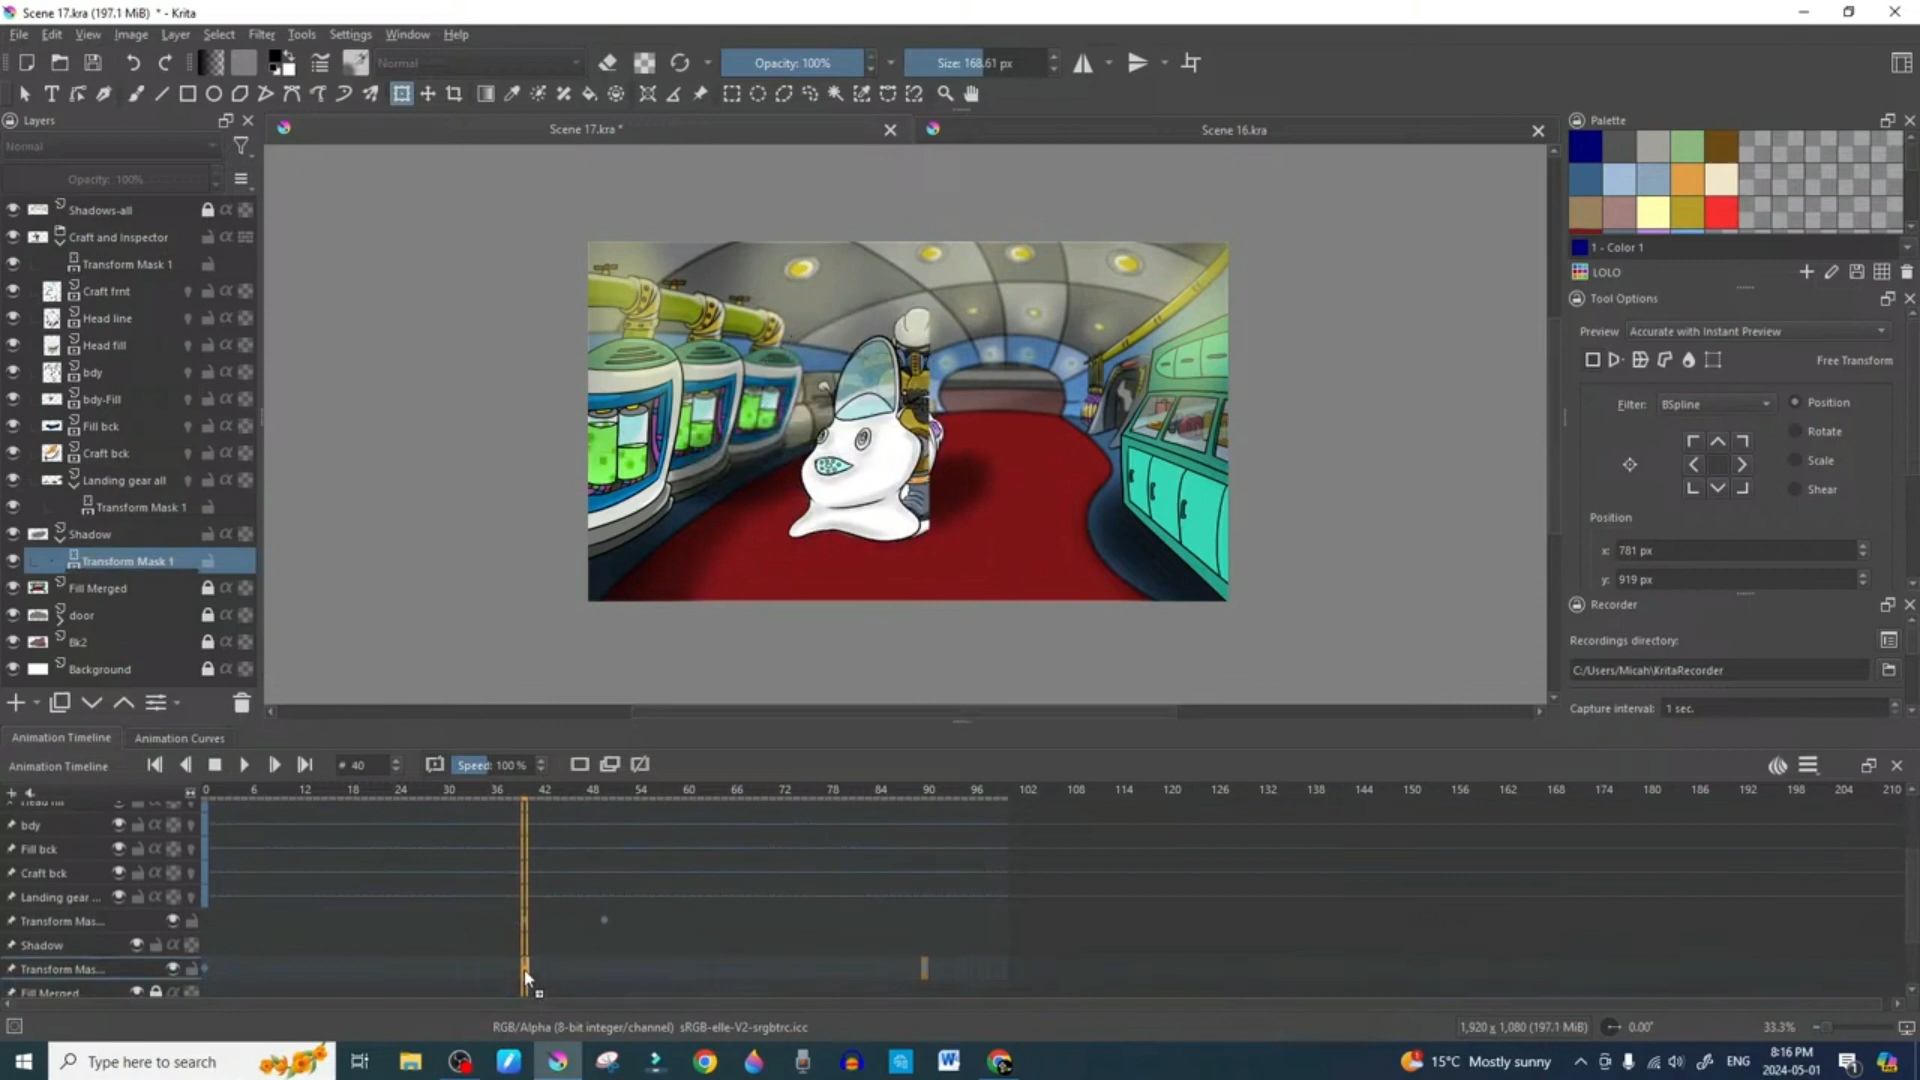 Scene 17.kra (197.1 MiB) * - Krita
File Edit View Image Layer Select Filter Tools Settings Window Help
Normal
Opacity: 100%
Size: 168.61 px
Layers
Scene 17.kra *
Scene 16.kra
Palette
Normal
Opacity: 100%
Shadows-all
Craft and Inspector
Transform Mask 1
Craft frnt
Head line
Head fill
bdy
bdy-Fill
Fill bck
Craft bck
Landing gear all
Transform Mask 1
Shadow
Transform Mask 1
Fill Merged
door
Bk2
Background
1 - Color 1
LOLO
Tool Options
Preview Accurate with Instant Preview
Free Transform
Filter: BSpline
Position
Rotate
Scale
Shear
Position
x: 781 px
y: 919 px
Recorder
Recordings directory:
C:/Users/Micah\KritaRecorder
Capture interval: 1 sec.
Animation Timeline Animation Curves
Animation Timeline
# 40
Speed: 100 %
0 6 12 18 24 30 36 42 48 54 60 66 72 78 84 90 96 102 108 114 120 126 132 138 144 150 156 162 168 174 180 186 192 198 204 210
Head fill
bdy
Fill bck
Craft bck
Landing gear ...
Transform Mas...
Shadow
Transform Mas...
Fill Merged
RGB/Alpha (8-bit integer/channel) sRGB-elle-V2-srgbtrc.icc
1,920 x 1,080 (197.1 MiB)
0.00°
33.3%
Type here to search
15°C Mostly sunny
ENG
8:16 PM
2024-05-01